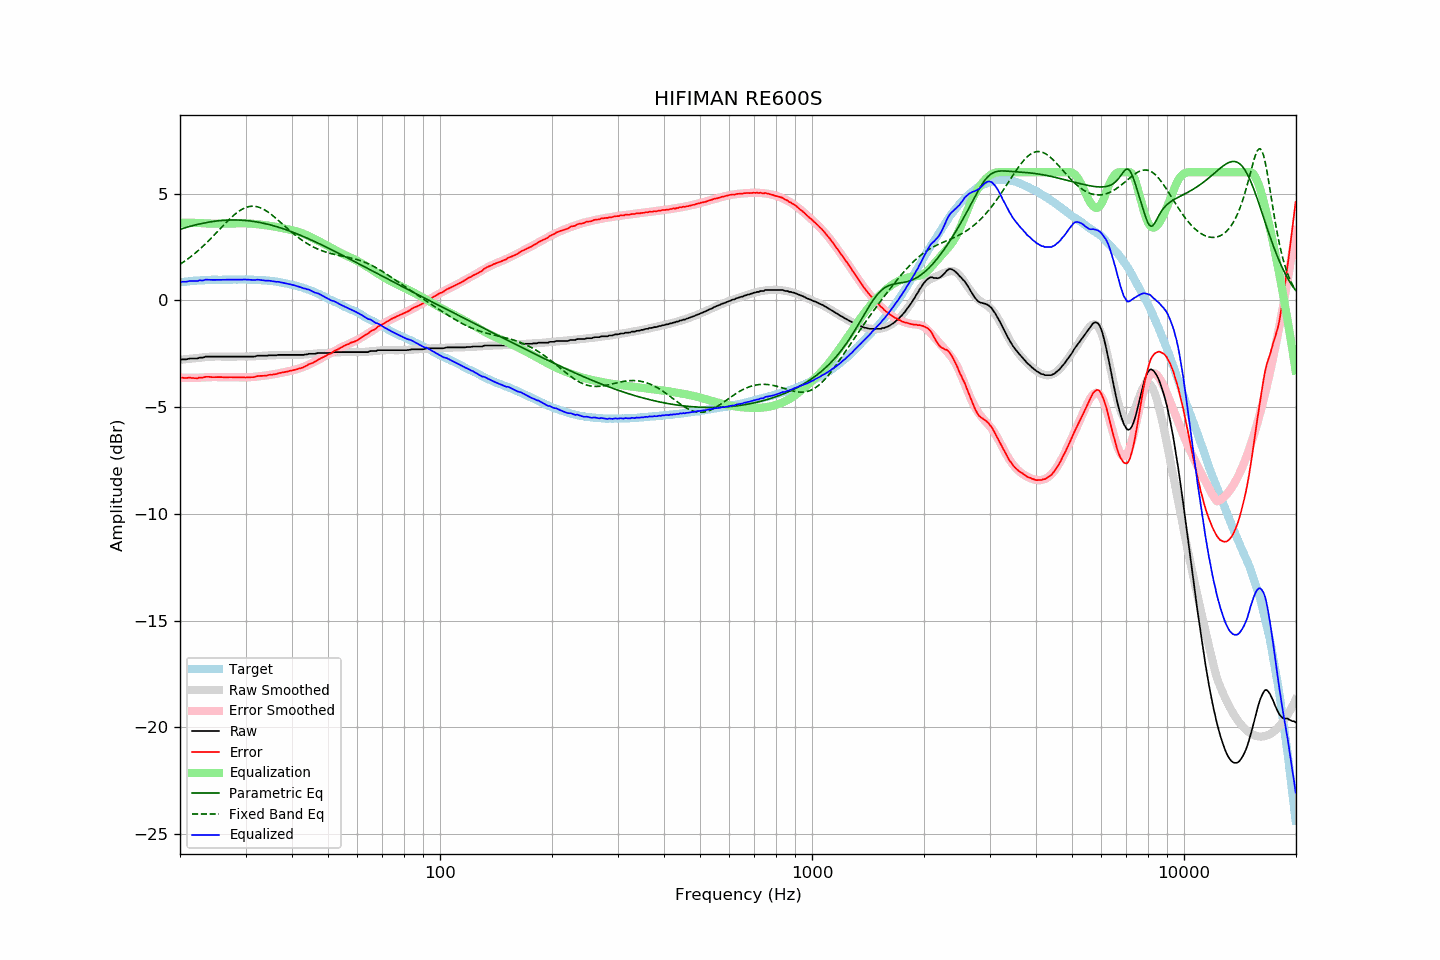 HIFIMAN RE600S
Amplitude (dBr)
5
0
−5
−10
−15
−20
−25
Target
Raw Smoothed
Error Smoothed
Raw
Error
Equalization
Parametric Eq
Fixed Band Eq
Equalized
100
1000
10000
Frequency (Hz)